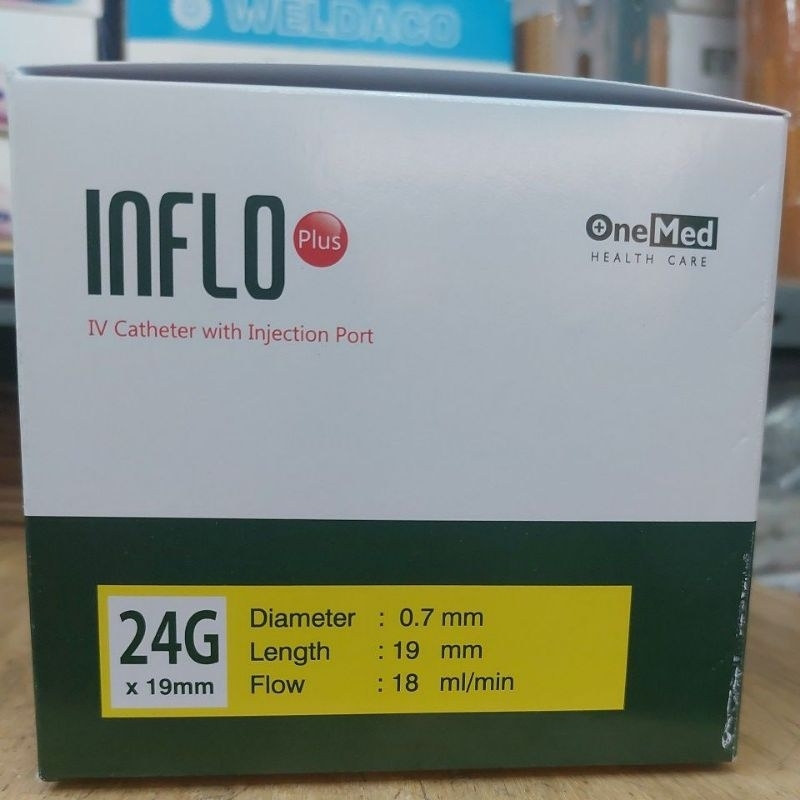 WELDACO
INFLO Plus
IV Catheter with Injection Port
OneMed
HEALTH CARE
24G
x 19mm
Diameter : 0.7 mm
Length : 19 mm
Flow : 18 ml/min